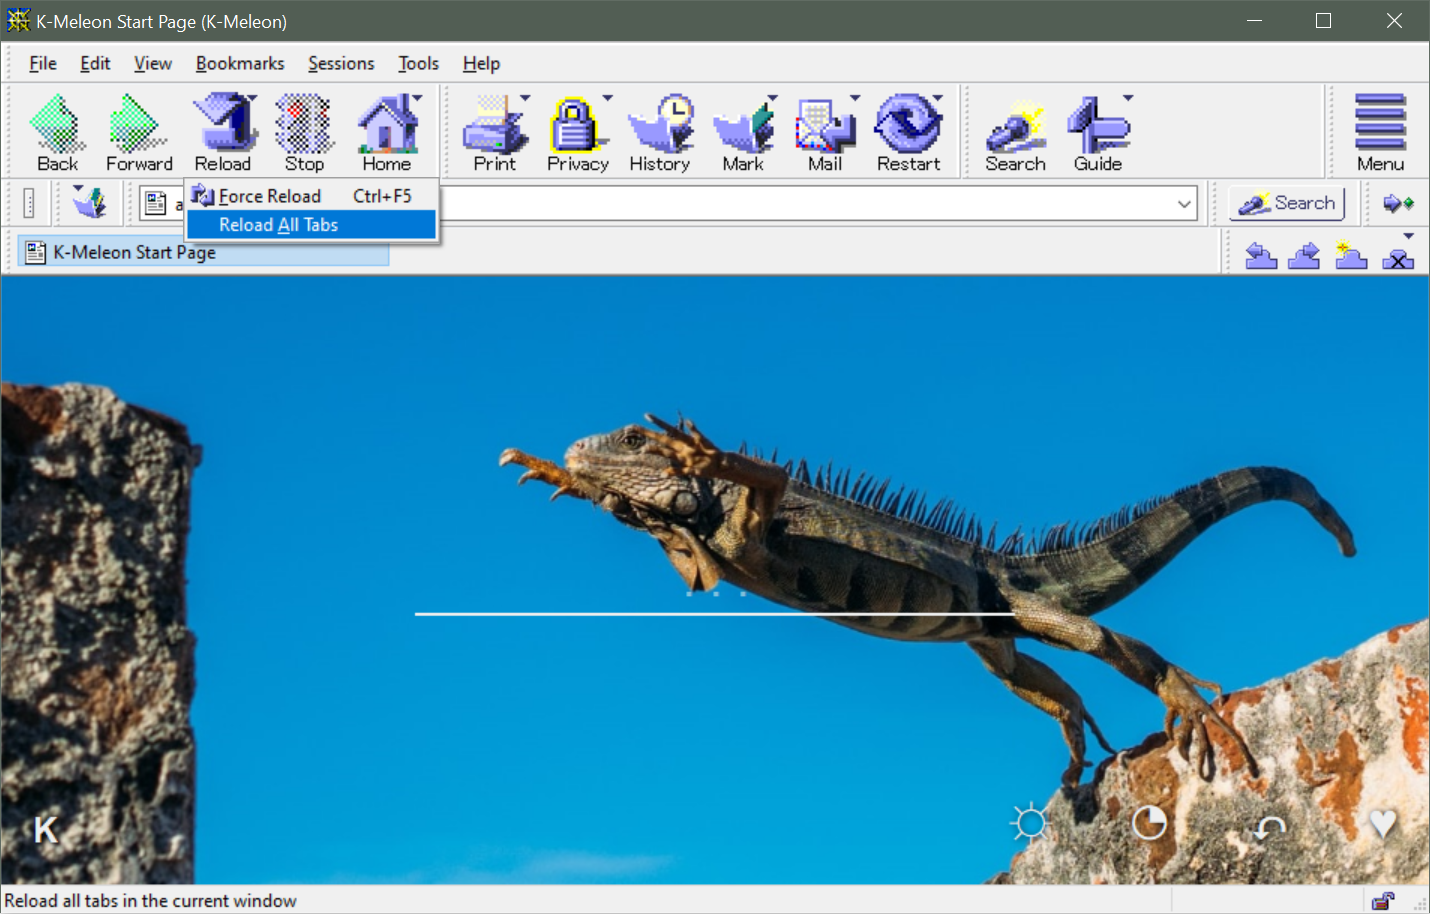 K-Meleon Start Page (K-Meleon)
File Edit View Bookmarks Sessions Tools Help
Back Forward Reload Stop Home Print Privacy History Mark Mail Restart Search Guide Menu
Force Reload Ctrl+F5
a
Search
Reload All Tabs
K-Meleon Start Page
K
Reload all tabs in the current window